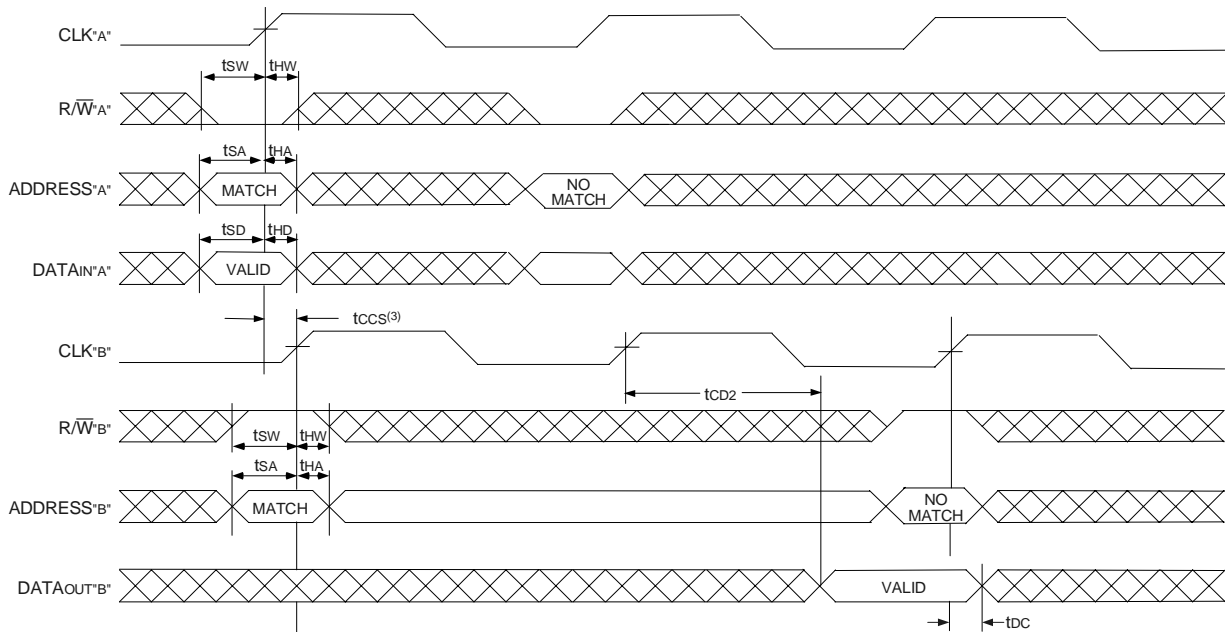 CLK"A"
tSW tHW
R/W̅"A"
tSA tHA
ADDRESS"A" MATCH NO MATCH
tSD tHD
DATAIN"A" VALID
tCCS(3)
CLK"B"
tCD2
R/W̅"B"
tSW tHW
tSA tHA
ADDRESS"B" MATCH NO MATCH
DATAOUT"B" VALID
tDC